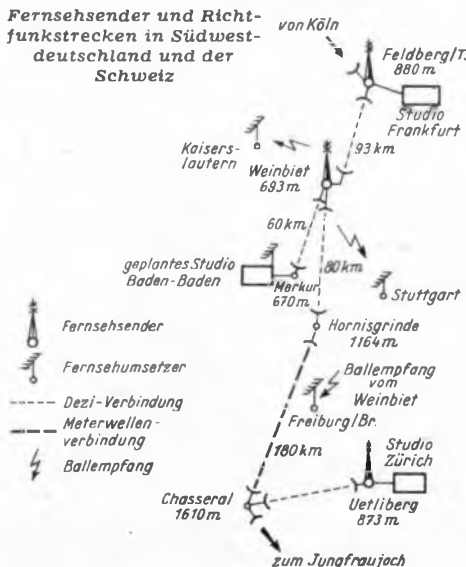 Fernsehsender und Richt-
funkstrecken in Südwest-
deutschland und der
Schweiz
von Köln
Feldberg/T.
880 m
Studio
Frankfurt
93 km
Kaisers-
lautern
Weinbiet
693 m
60 km
80 km
geplantes Studio
Baden-Baden
Merkur
670 m
Stuttgart
Hornisgrinde
1164 m
Fernsehsender
Fernsehumsetzer
Dezi-Verbindung
Meterwellen-
verbindung
Ballempfang
Ballempfang
vom
Weinbiet
Freiburg/Br.
180 km
Studio
Zürich
Chasseral
1610 m
Uetliberg
873 m
zum Jungfraujoch